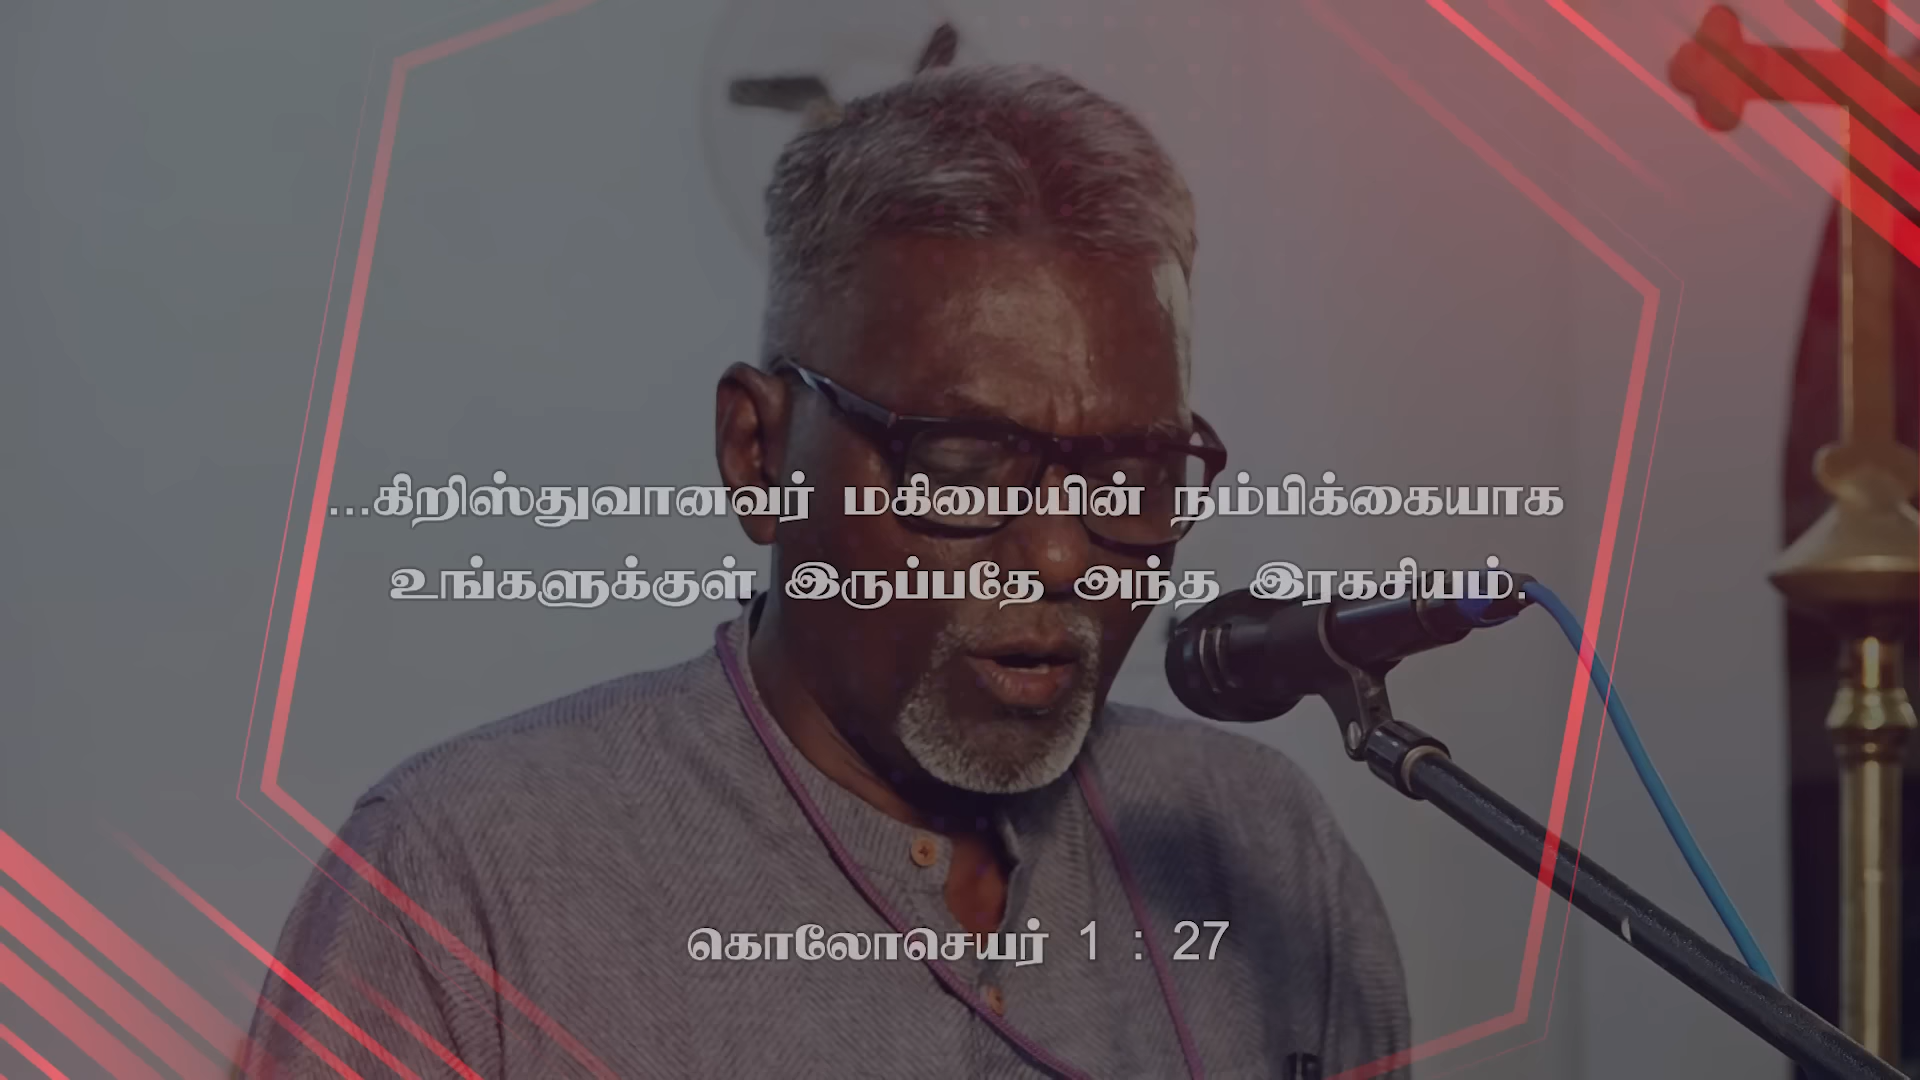 ...கிறிஸ்துவானவர் மகிமையின் நம்பிக்கையாக
உங்களுக்குள் இருப்பதே அந்த இரகசியம்.
கொலோசெயர் 1 : 27